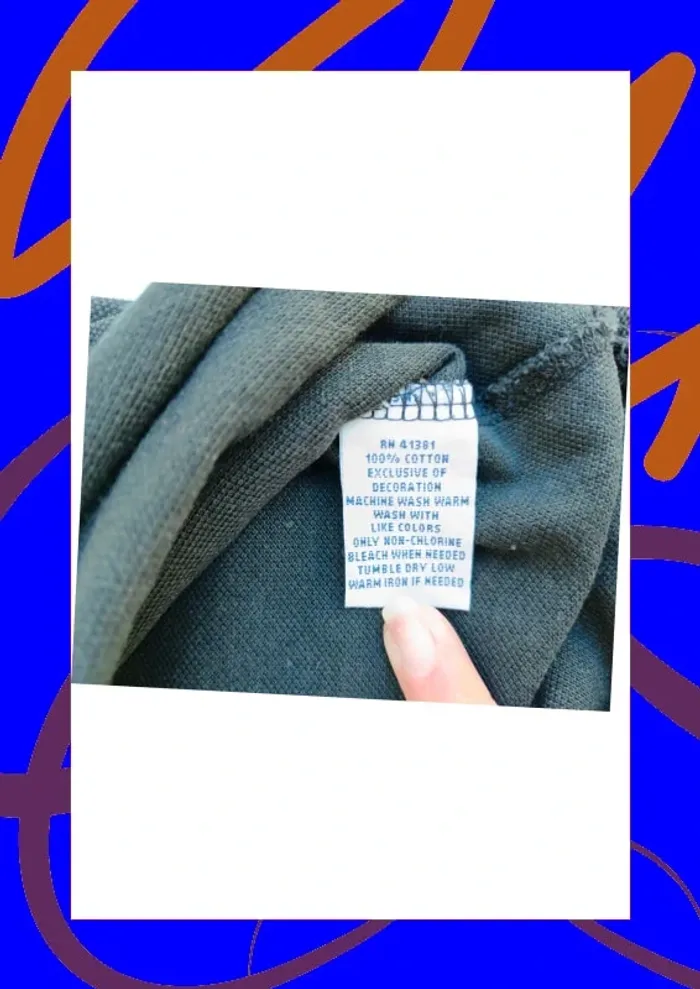 RN 41381
100% COTTON
EXCLUSIVE OF
DECORATION
MACHINE WASH WARM
WASH WITH
LIKE COLORS
ONLY NON-CHLORINE
BLEACH WHEN NEEDED
TUMBLE DRY LOW
WARM IRON IF NEEDED